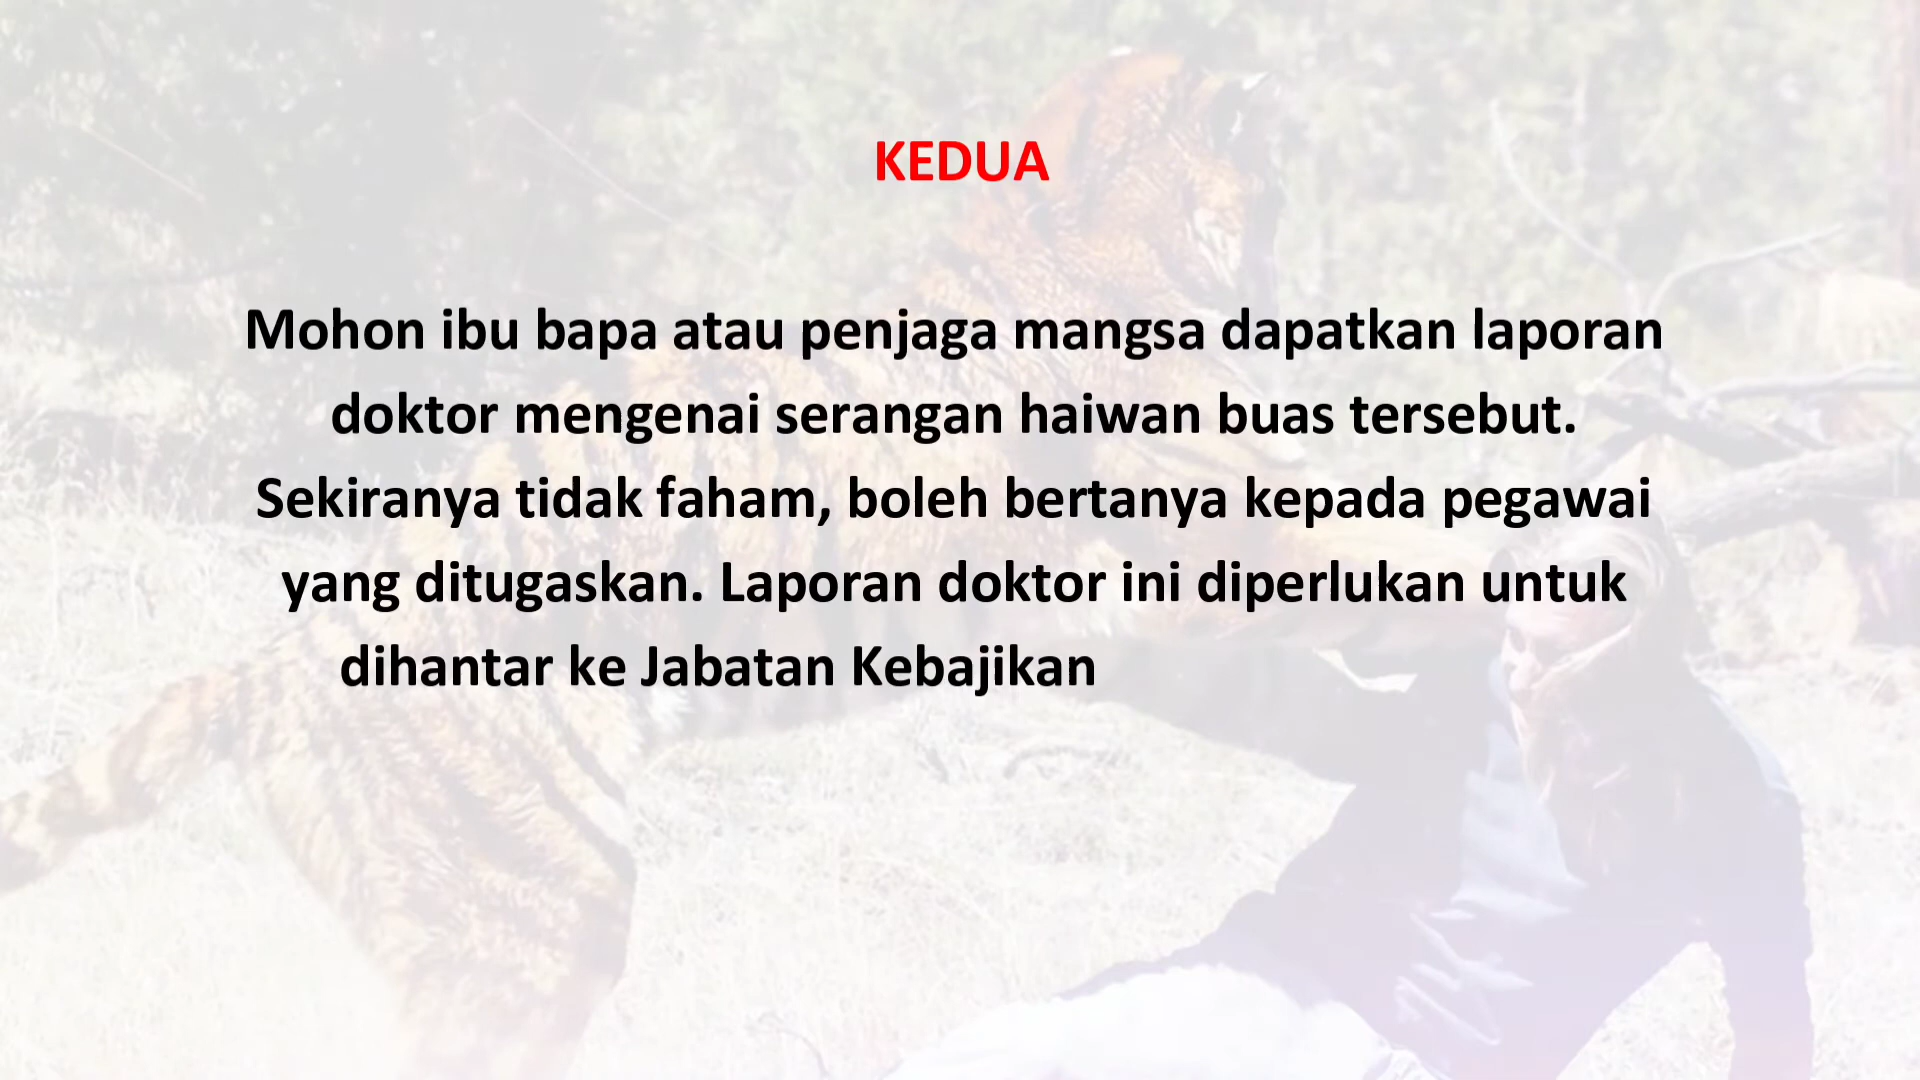 KEDUA
Mohon ibu bapa atau penjaga mangsa dapatkan laporan
doktor mengenai serangan haiwan buas tersebut.
Sekiranya tidak faham, boleh bertanya kepada pegawai
yang ditugaskan. Laporan doktor ini diperlukan untuk
dihantar ke Jabatan Kebajikan